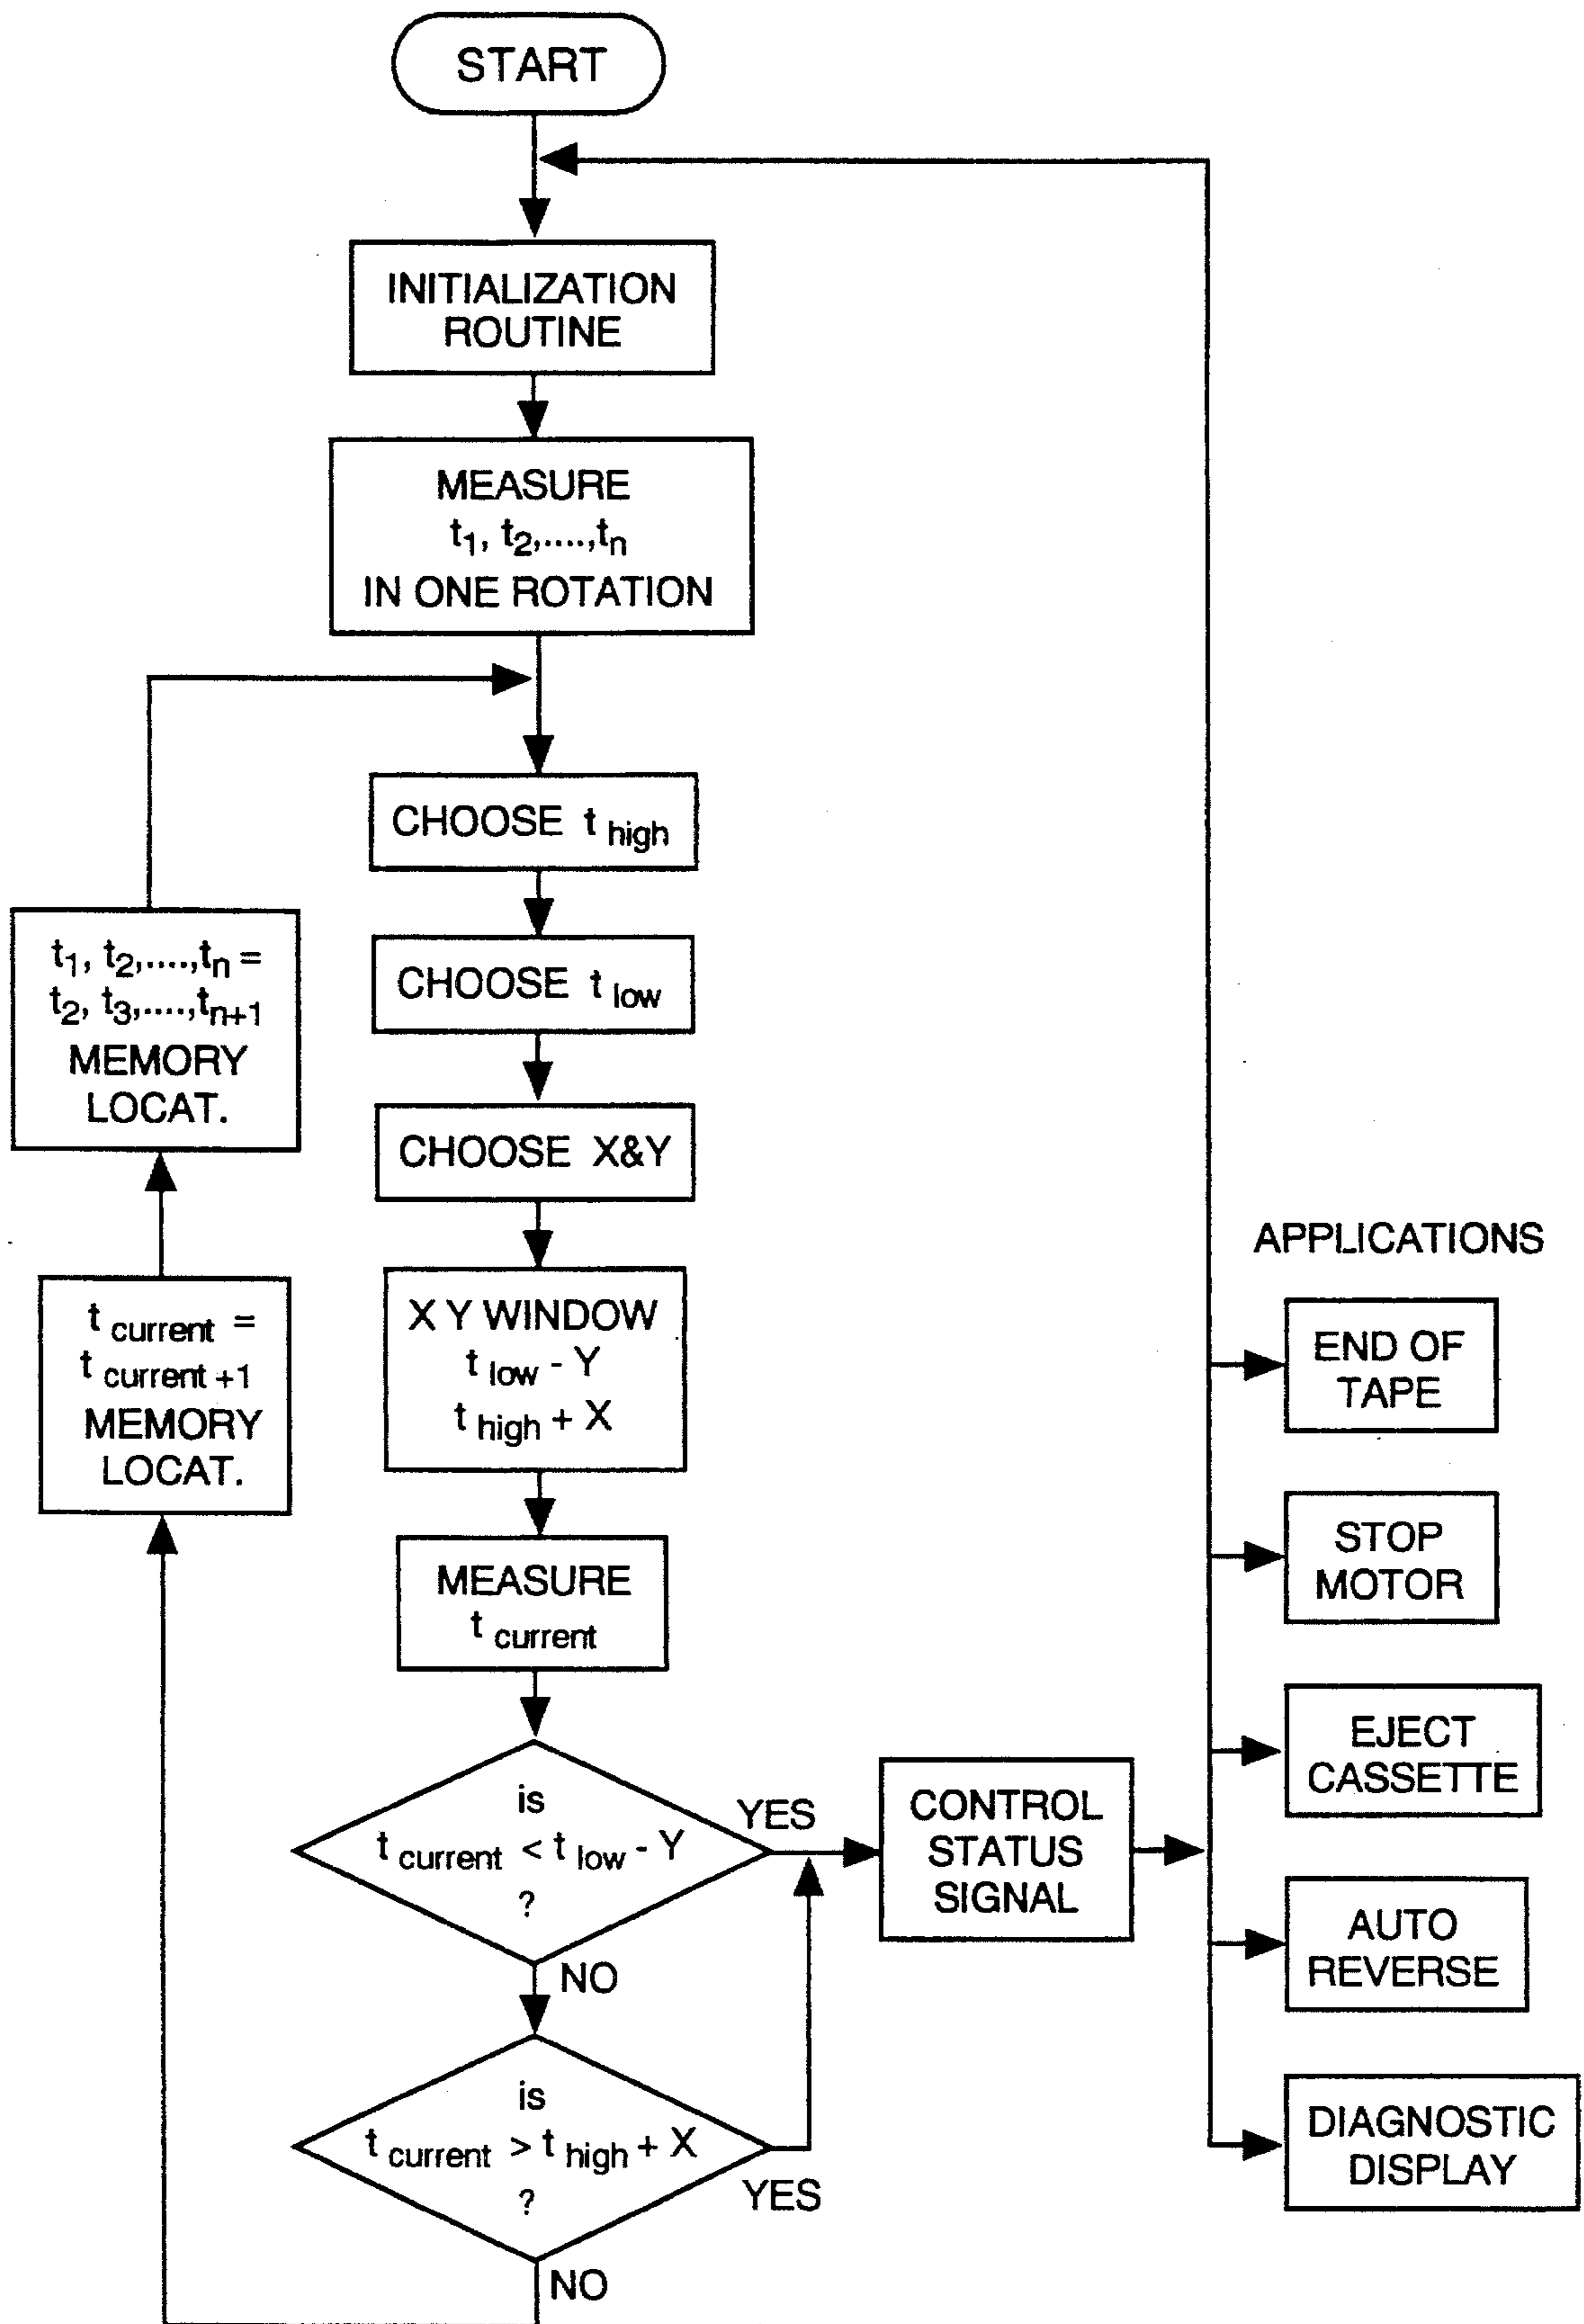 START
INITIALIZATION
ROUTINE
MEASURE
t1, t2,....,tn
IN ONE ROTATION
CHOOSE t high
CHOOSE t low
CHOOSE X&Y
X Y WINDOW
t low - Y
t high + X
MEASURE
t current
is
t current < t low - Y
?
YES
NO
is
t current > t high + X
?
YES
NO
t current =
t current +1
MEMORY
LOCAT.
t1, t2,....,tn =
t2, t3,....,tn+1
MEMORY
LOCAT.
CONTROL
STATUS
SIGNAL
APPLICATIONS
END OF
TAPE
STOP
MOTOR
EJECT
CASSETTE
AUTO
REVERSE
DIAGNOSTIC
DISPLAY